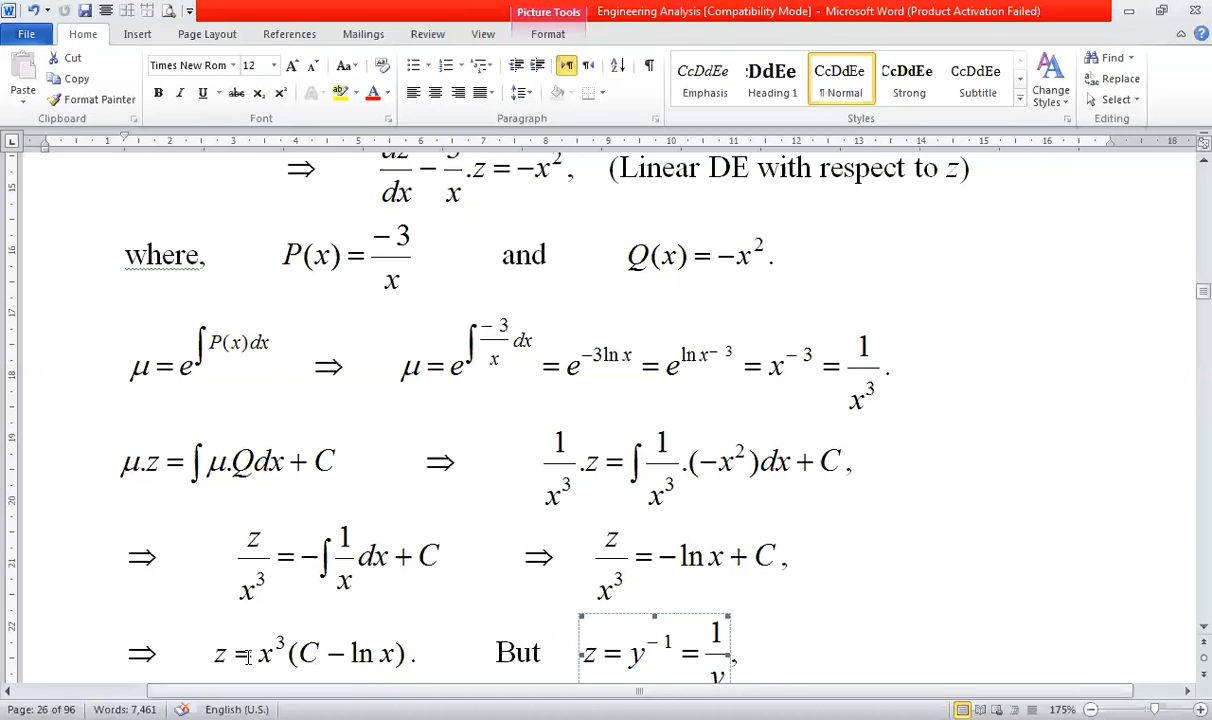 Picture Tools
Engineering Analysis [Compatibility Mode] - Microsoft Word (Product Activation Failed)
File Home Insert Page Layout References Mailings Review View Format
Paste Cut Copy Format Painter
Times New Rom 12
AaBbCcDdEe
Emphasis Heading 1 ¶ Normal Strong Subtitle
Change Styles
Find Replace Select
Clipboard Font Paragraph Styles Editing
⇒ dz/dx − 3/x .z = −x², (Linear DE with respect to z)
where, P(x) = −3/x and Q(x) = −x².
μ = e^∫P(x)dx ⇒ μ = e^∫(−3/x)dx = e^(−3 ln x) = e^(ln x^−3) = x^−3 = 1/x³.
μ.z = ∫μ.Qdx + C ⇒ 1/x³ .z = ∫ 1/x³ .(−x²)dx + C,
⇒ z/x³ = −∫ 1/x dx + C ⇒ z/x³ = −ln x + C,
⇒ z = x³(C − ln x). But z = y^−1 = 1/y,
Page: 26 of 96 Words: 7,461 English (U.S.) 175%